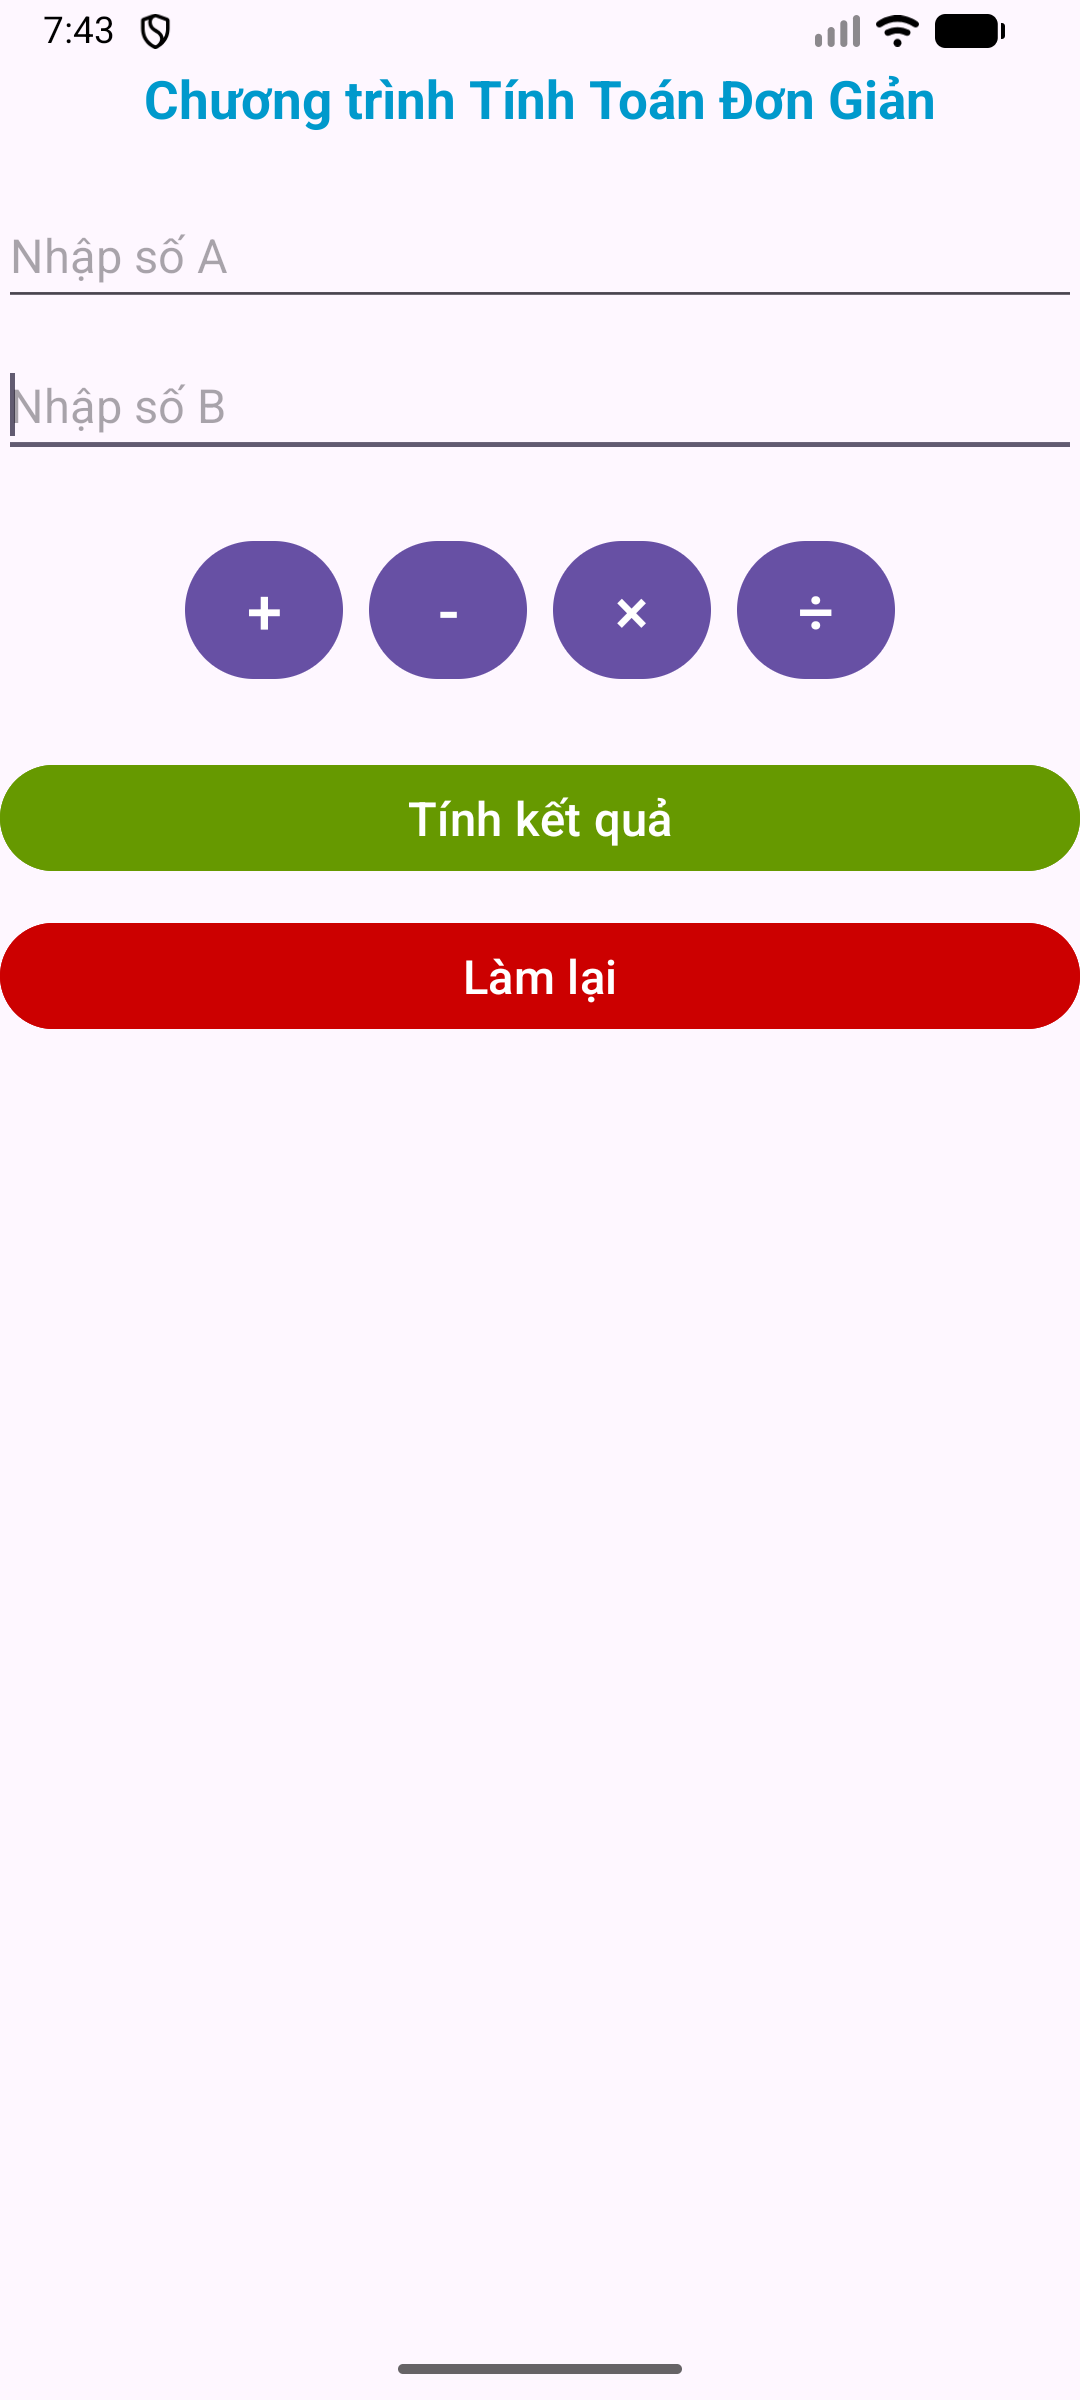 7:43
Chương trình Tính Toán Đơn Giản
Nhập số A
Nhập số B
+ - × ÷
Tính kết quả
Làm lại